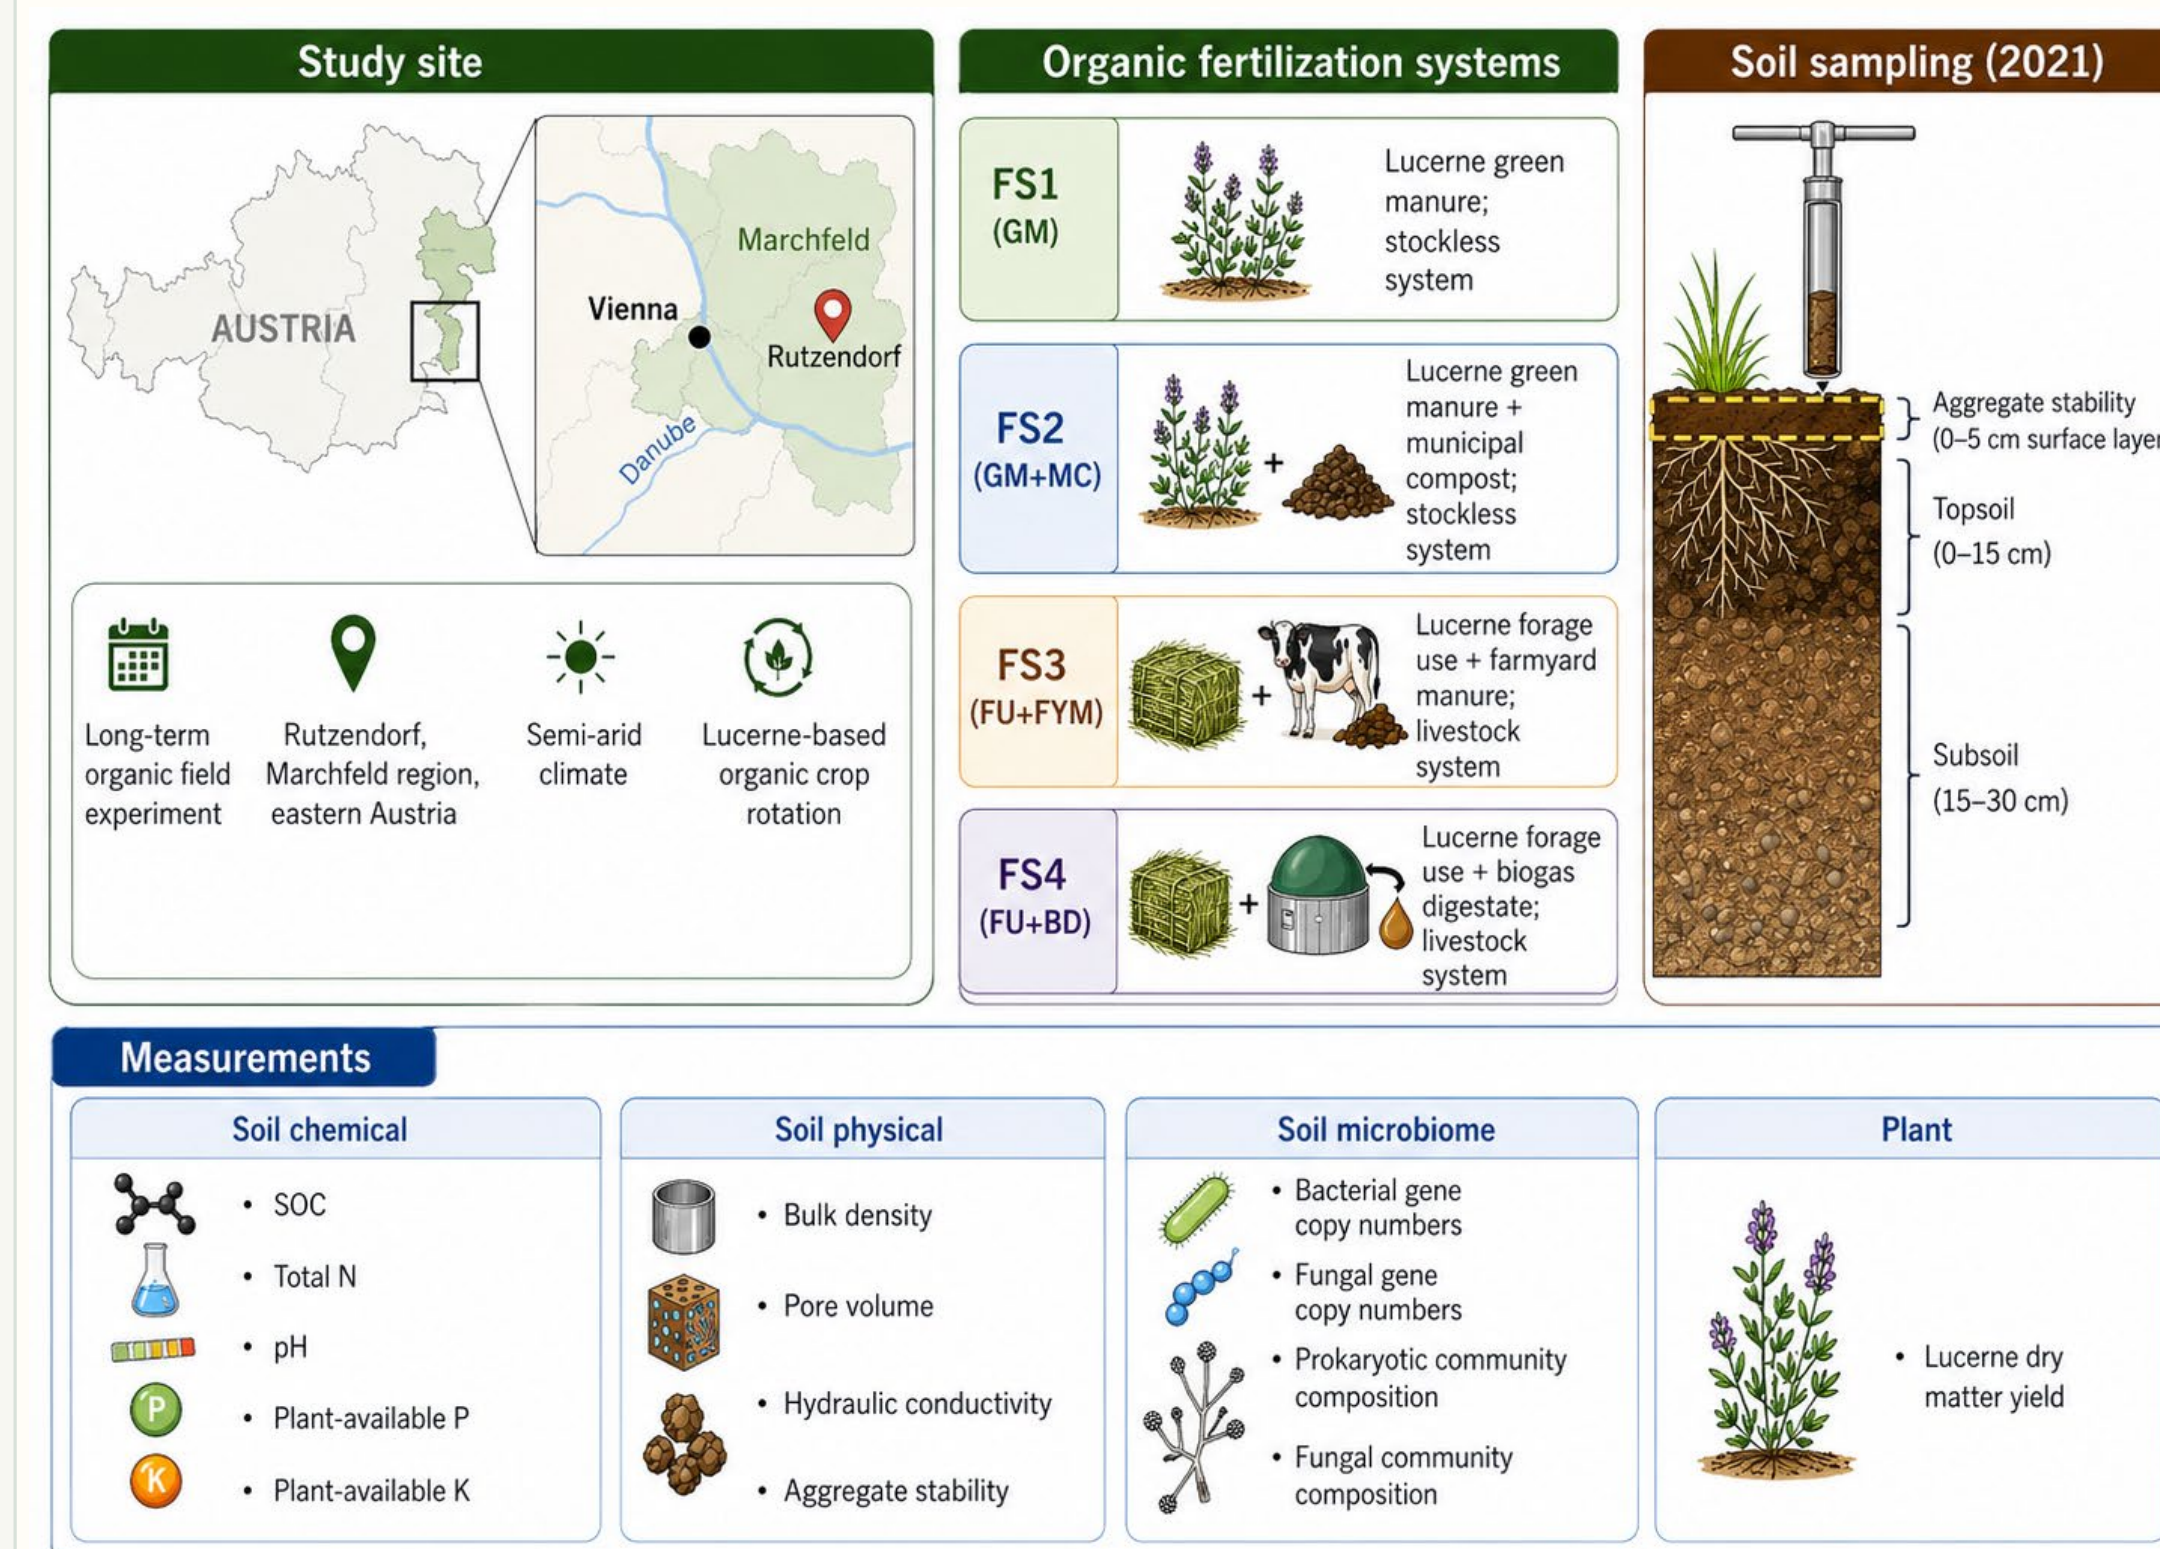 Study site
AUSTRIA
Marchfeld
Vienna
Rutzendorf
Danube
Long-term
organic field
experiment
Rutzendorf,
Marchfeld region,
eastern Austria
Semi-arid
climate
Lucerne-based
organic crop
rotation
Organic fertilization systems
FS1
(GM)
Lucerne green
manure;
stockless
system
FS2
(GM+MC)
+
Lucerne green
manure +
municipal
compost;
stockless
system
FS3
(FU+FYM)
+
Lucerne forage
use + farmyard
manure;
livestock
system
FS4
(FU+BD)
+
Lucerne forage
use + biogas
digestate;
livestock
system
Soil sampling (2021)
Aggregate stability
(0–5 cm surface layer
Topsoil
(0–15 cm)
Subsoil
(15–30 cm)
Measurements
Soil chemical
• SOC
• Total N
• pH
P
• Plant-available P
K
• Plant-available K
Soil physical
• Bulk density
• Pore volume
• Hydraulic conductivity
• Aggregate stability
Soil microbiome
• Bacterial gene
copy numbers
• Fungal gene
copy numbers
• Prokaryotic community
composition
• Fungal community
composition
Plant
• Lucerne dry
matter yield